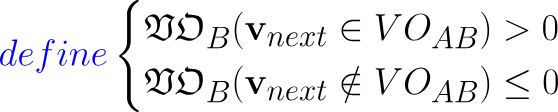 define { 𝔙𝔒_B(v_next ∈ VO_AB) > 0
𝔙𝔒_B(v_next ∉ VO_AB) ≤ 0